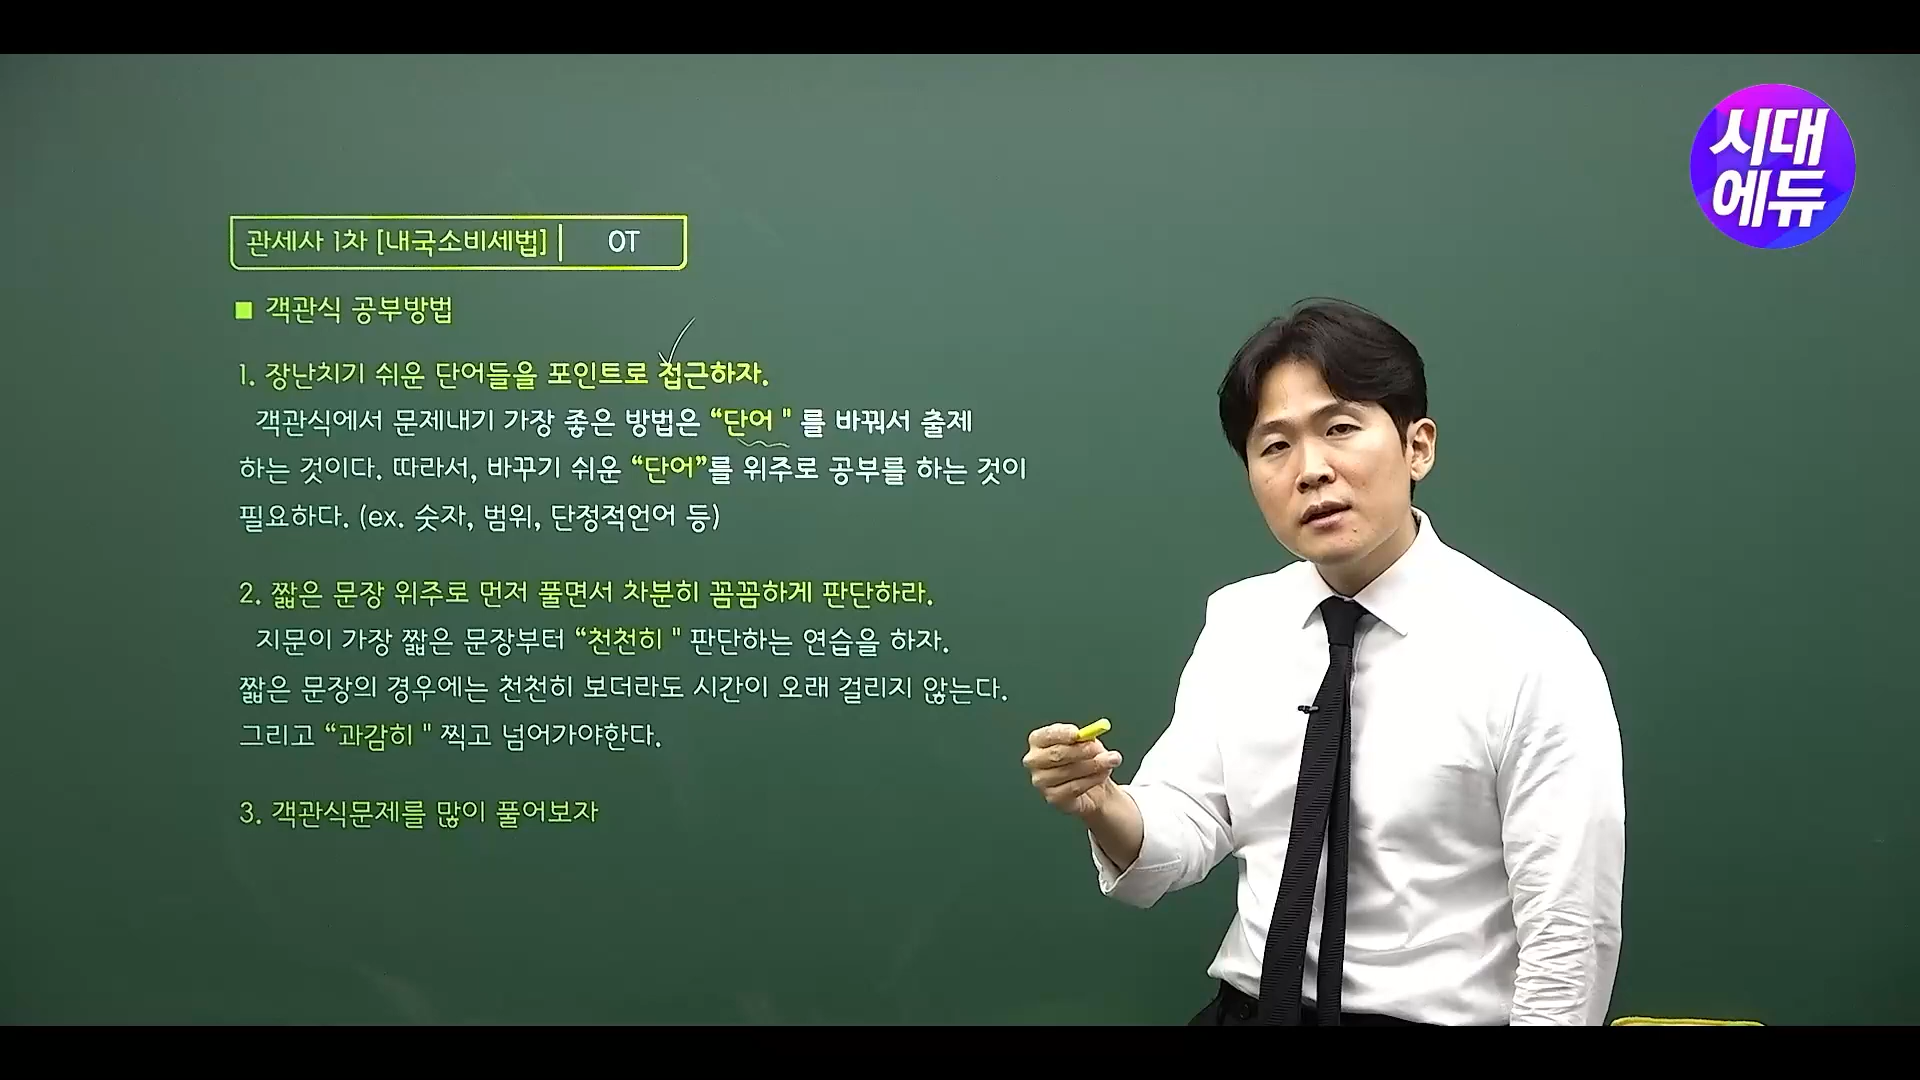 시대
에듀
관세사 1차 [내국소비세법] | OT
■ 객관식 공부방법
1. 장난치기 쉬운 단어들을 포인트로 접근하자.
객관식에서 문제내기 가장 좋은 방법은 “단어 " 를 바꿔서 출제
하는 것이다. 따라서, 바꾸기 쉬운 “단어”를 위주로 공부를 하는 것이
필요하다. (ex. 숫자, 범위, 단정적언어 등)
2. 짧은 문장 위주로 먼저 풀면서 차분히 꼼꼼하게 판단하라.
지문이 가장 짧은 문장부터 “천천히 " 판단하는 연습을 하자.
짧은 문장의 경우에는 천천히 보더라도 시간이 오래 걸리지 않는다.
그리고 “과감히 " 찍고 넘어가야한다.
3. 객관식문제를 많이 풀어보자